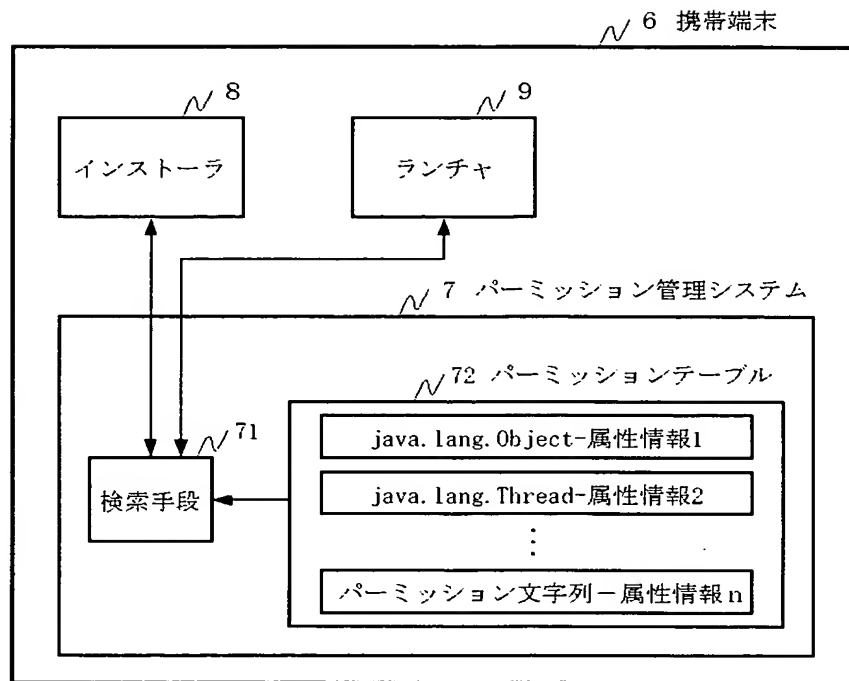 6 携帯端末
8
9
インストーラ
ランチャ
7 パーミッション管理システム
72 パーミッションテーブル
71
java.lang.Object-属性情報1
検索手段
java.lang.Thread-属性情報2
⋮
パーミッション文字列－属性情報n